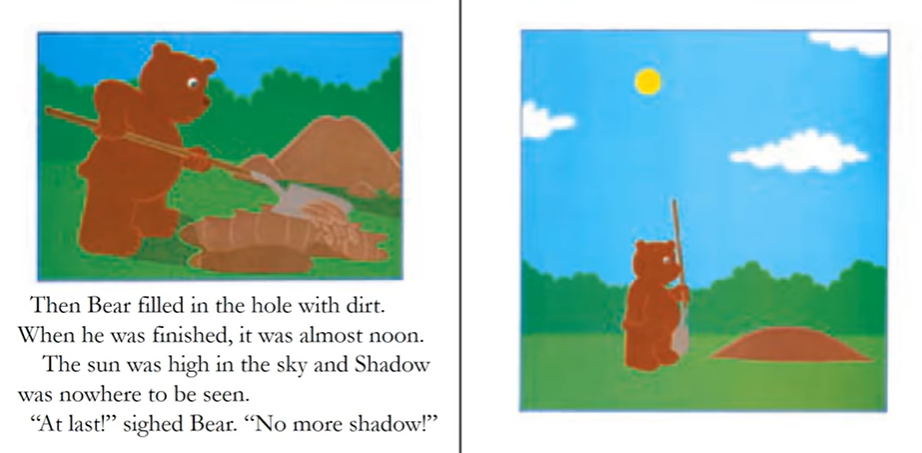 Then Bear filled in the hole with dirt.
When he was finished, it was almost noon.
The sun was high in the sky and Shadow
was nowhere to be seen.
“At last!” sighed Bear. “No more shadow!”